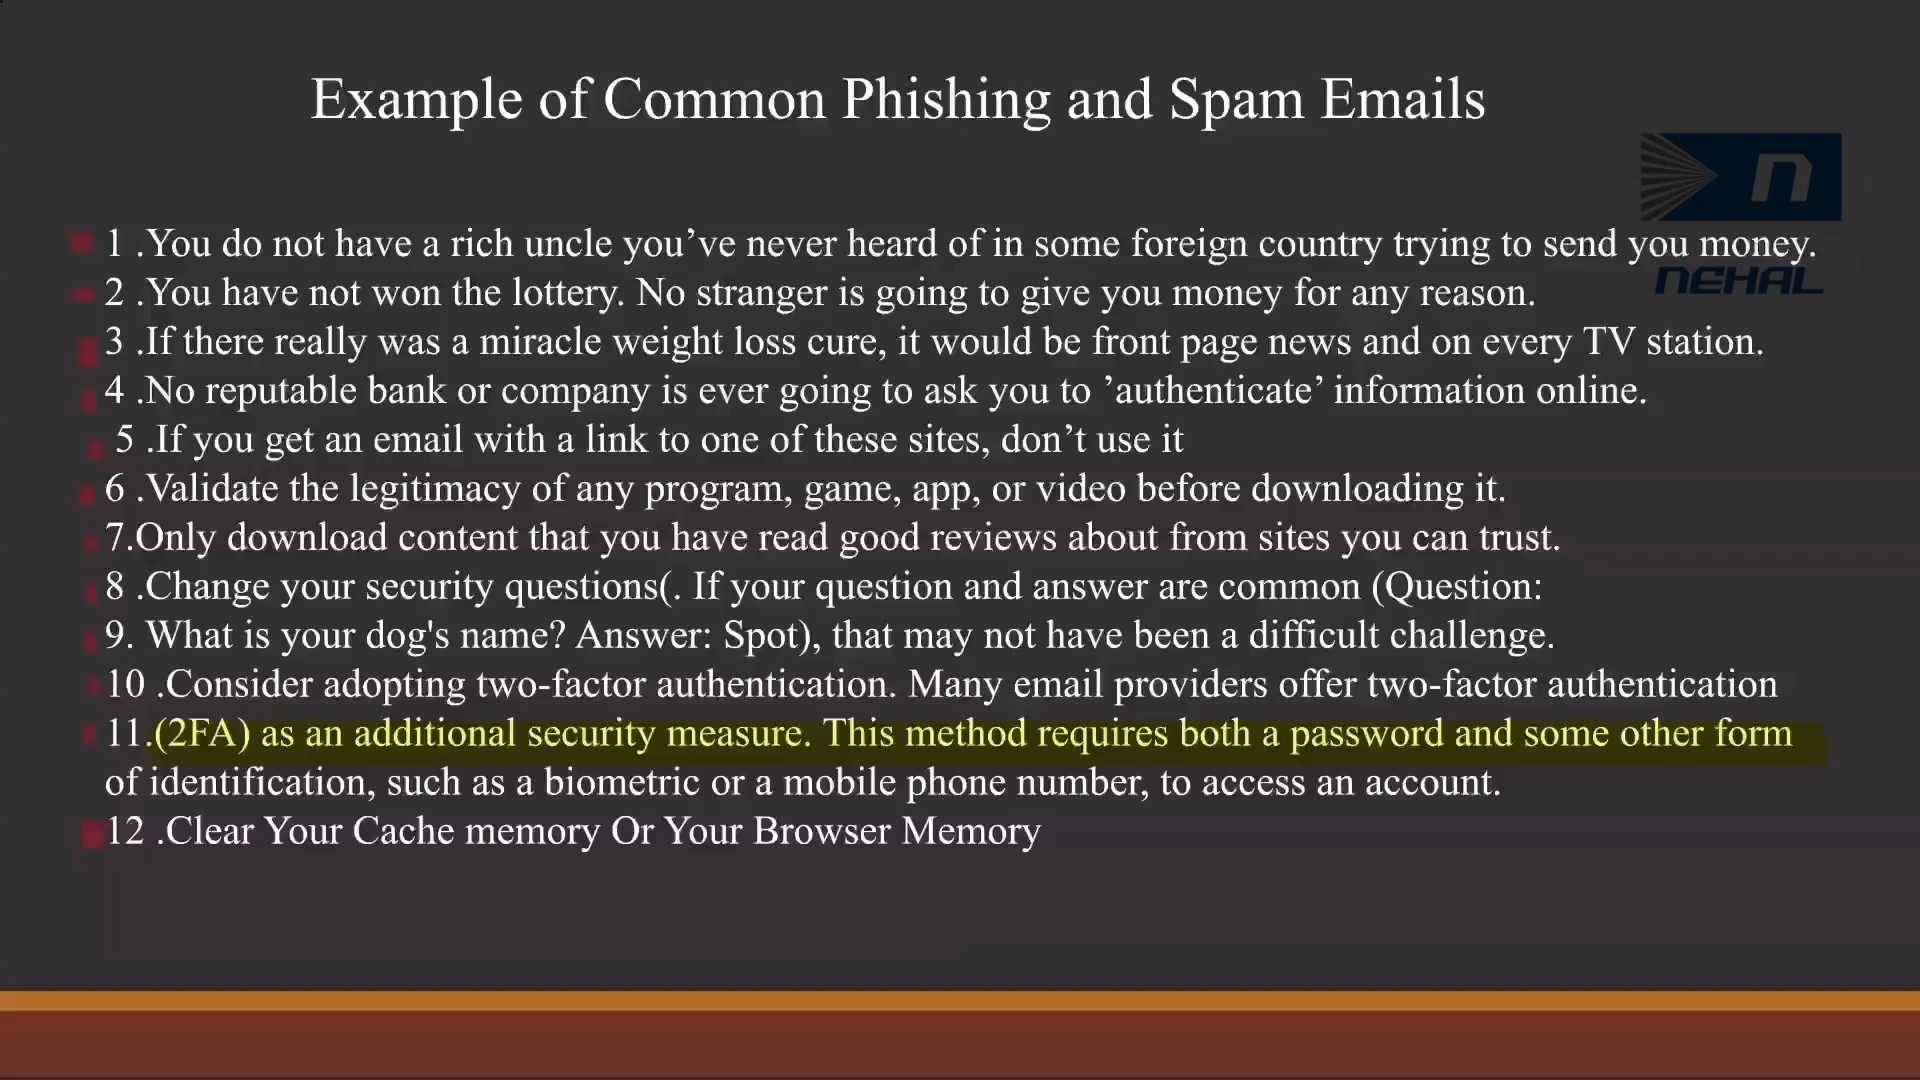 Example of Common Phishing and Spam Emails
n
1 .You do not have a rich uncle you’ve never heard of in some foreign country trying to send you money.
NEHAL
2 .You have not won the lottery. No stranger is going to give you money for any reason.
3 .If there really was a miracle weight loss cure, it would be front page news and on every TV station.
4 .No reputable bank or company is ever going to ask you to ’authenticate’ information online.
5 .If you get an email with a link to one of these sites, don’t use it
6 .Validate the legitimacy of any program, game, app, or video before downloading it.
7.Only download content that you have read good reviews about from sites you can trust.
8 .Change your security questions(. If your question and answer are common (Question:
9. What is your dog's name? Answer: Spot), that may not have been a difficult challenge.
10 .Consider adopting two-factor authentication. Many email providers offer two-factor authentication
11.(2FA) as an additional security measure. This method requires both a password and some other form
of identification, such as a biometric or a mobile phone number, to access an account.
12 .Clear Your Cache memory Or Your Browser Memory